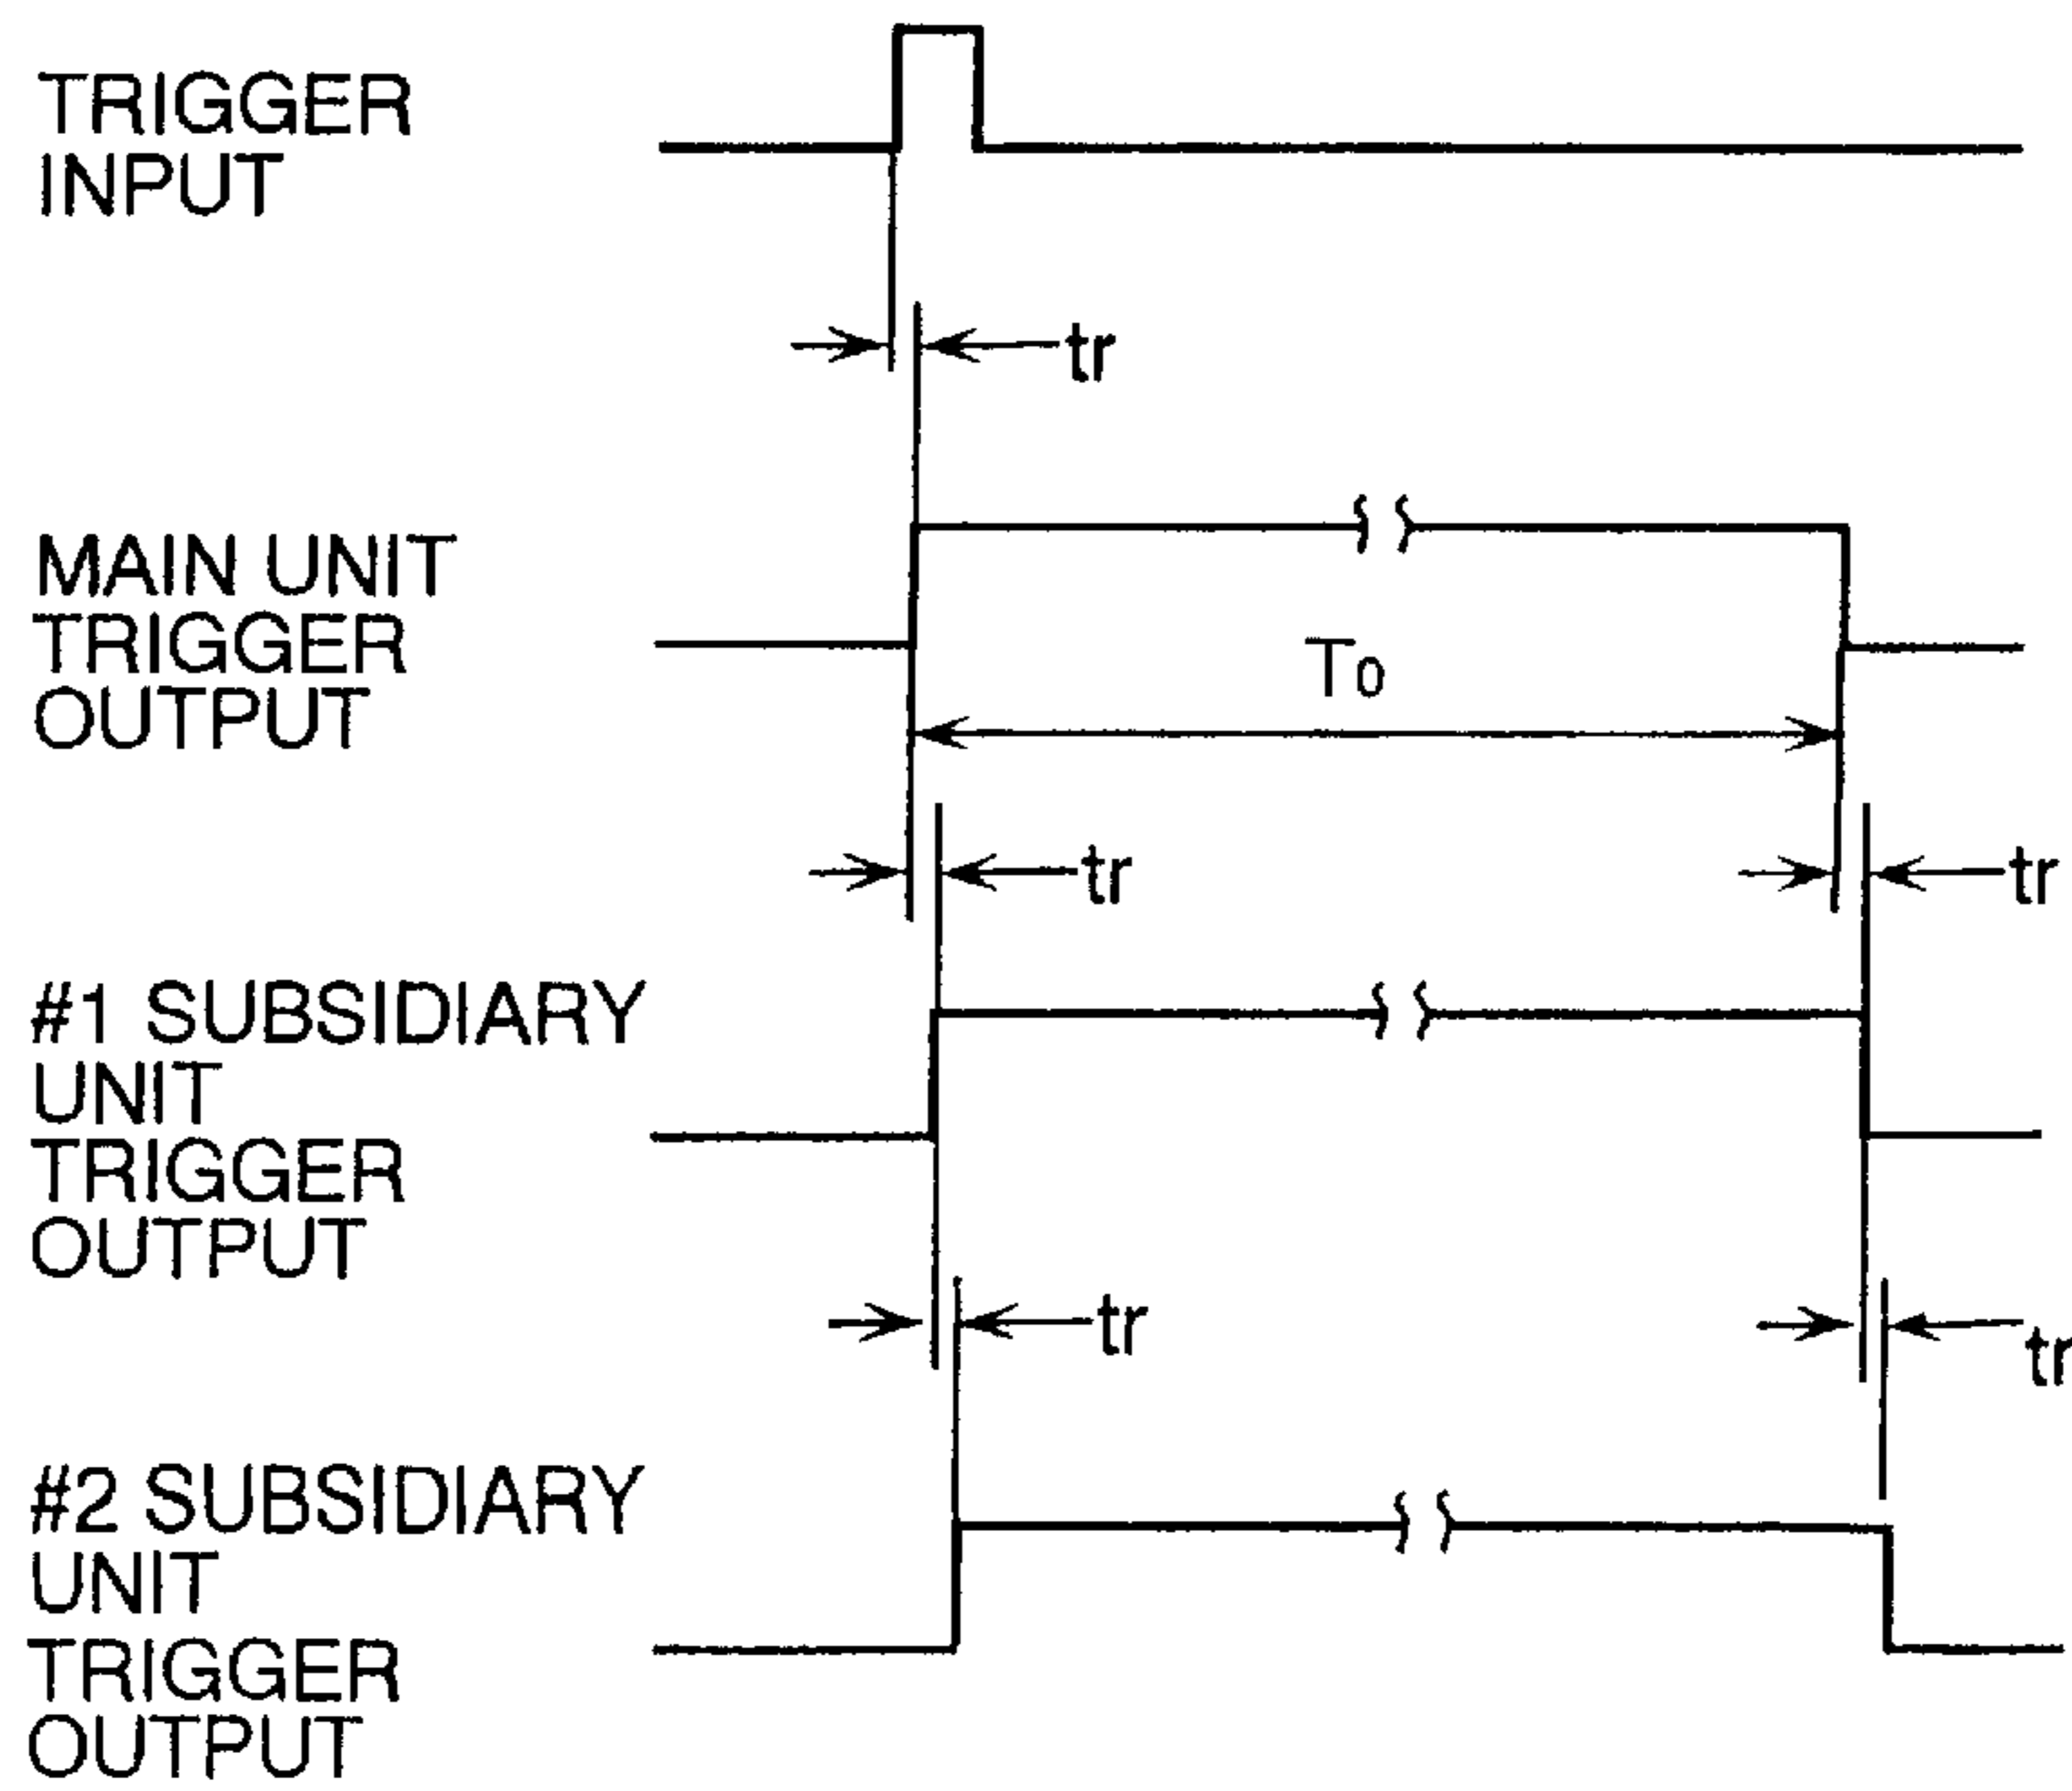 TRIGGER
INPUT
tr
MAIN UNIT
TRIGGER
OUTPUT
To
tr
tr
#1 SUBSIDIARY
UNIT
TRIGGER
OUTPUT
tr
tr
#2 SUBSIDIARY
UNIT
TRIGGER
OUTPUT